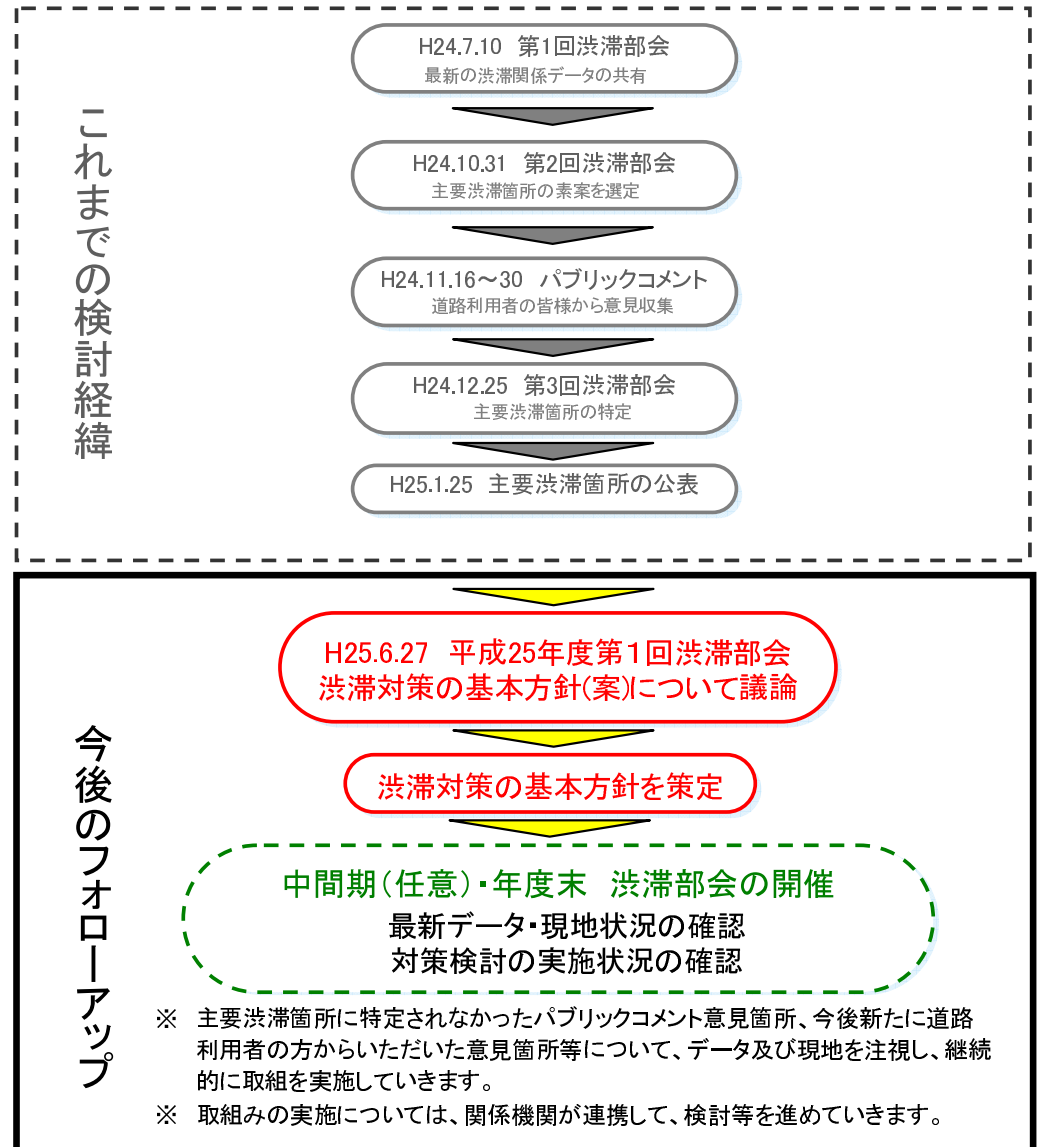 これまでの検討経緯
H24.7.10 第1回渋滞部会
最新の渋滞関係データの共有
H24.10.31 第2回渋滞部会
主要渋滞箇所の素案を選定
H24.11.16～30 パブリックコメント
道路利用者の皆様から意見収集
H24.12.25 第3回渋滞部会
主要渋滞箇所の特定
H25.1.25 主要渋滞箇所の公表
今後のフォローアップ
H25.6.27 平成25年度第１回渋滞部会
渋滞対策の基本方針(案)について議論
渋滞対策の基本方針を策定
中間期(任意)・年度末 渋滞部会の開催
最新データ・現地状況の確認
対策検討の実施状況の確認
※ 主要渋滞箇所に特定されなかったパブリックコメント意見箇所、今後新たに道路
利用者の方からいただいた意見箇所等について、データ及び現地を注視し、継続
的に取組を実施していきます。
※ 取組みの実施については、関係機関が連携して、検討等を進めていきます。